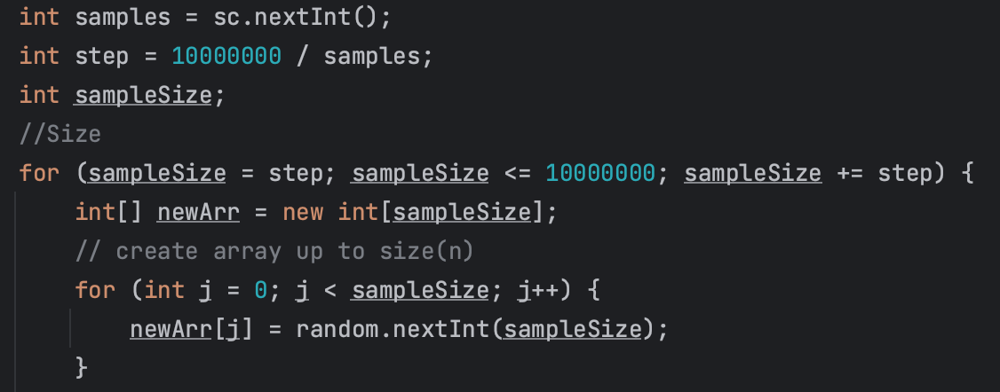 int samples = sc.nextInt();
int step = 10000000 / samples;
int sampleSize;
//Size
for (sampleSize = step; sampleSize <= 10000000; sampleSize += step) {
    int[] newArr = new int[sampleSize];
    // create array up to size(n)
    for (int j = 0; j < sampleSize; j++) {
        newArr[j] = random.nextInt(sampleSize);
    }